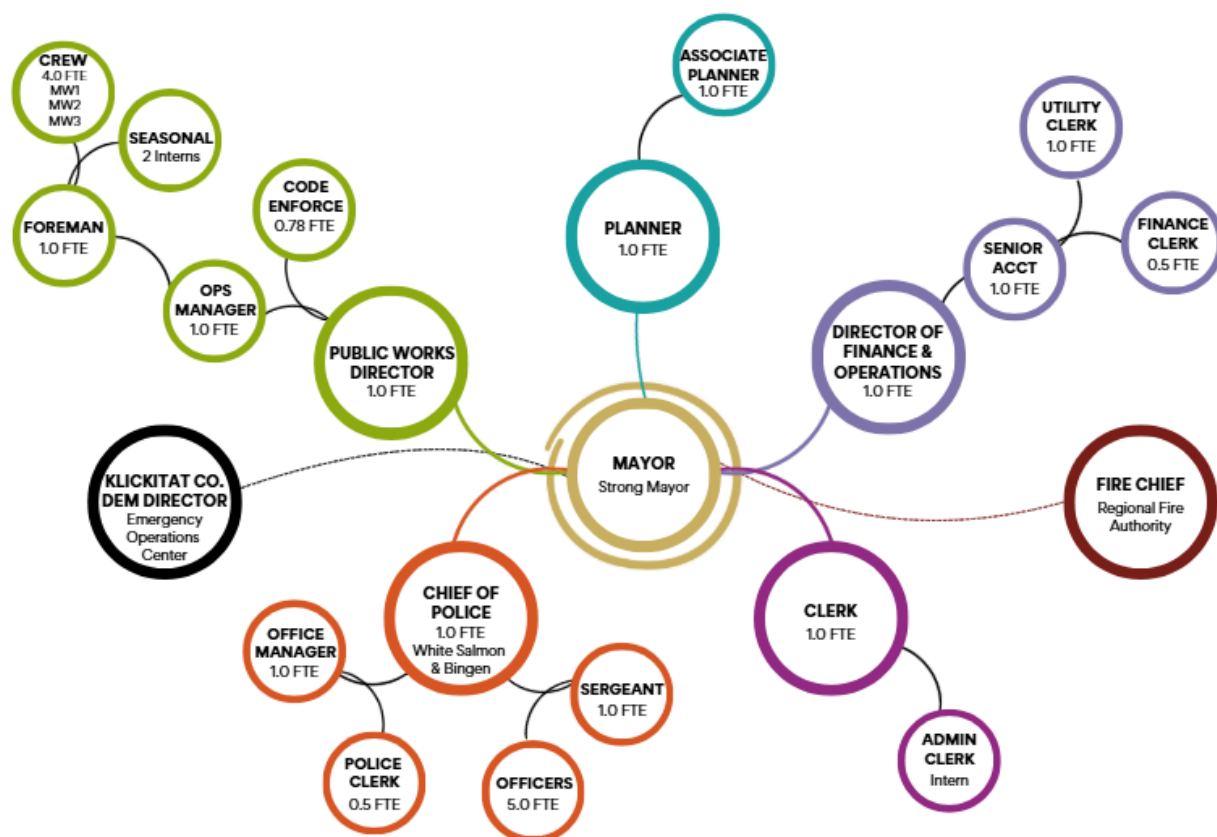 CREW
4.0 FTE
MW1
MW2
MW3
SEASONAL
2 Interns
FOREMAN
1.0 FTE
OPS
MANAGER
1.0 FTE
CODE
ENFORCE
0.78 FTE
PUBLIC WORKS
DIRECTOR
1.0 FTE
ASSOCIATE
PLANNER
1.0 FTE
PLANNER
1.0 FTE
UTILITY
CLERK
1.0 FTE
FINANCE
CLERK
0.5 FTE
SENIOR
ACCT
1.0 FTE
DIRECTOR OF
FINANCE &
OPERATIONS
1.0 FTE
KLICKITAT CO.
DEM DIRECTOR
Emergency
Operations
Center
MAYOR
Strong Mayor
FIRE CHIEF
Regional Fire
Authority
CHIEF OF
POLICE
1.0 FTE
White Salmon
& Bingen
OFFICE
MANAGER
1.0 FTE
POLICE
CLERK
0.5 FTE
SERGEANT
1.0 FTE
OFFICERS
5.0 FTE
CLERK
1.0 FTE
ADMIN
CLERK
Intern